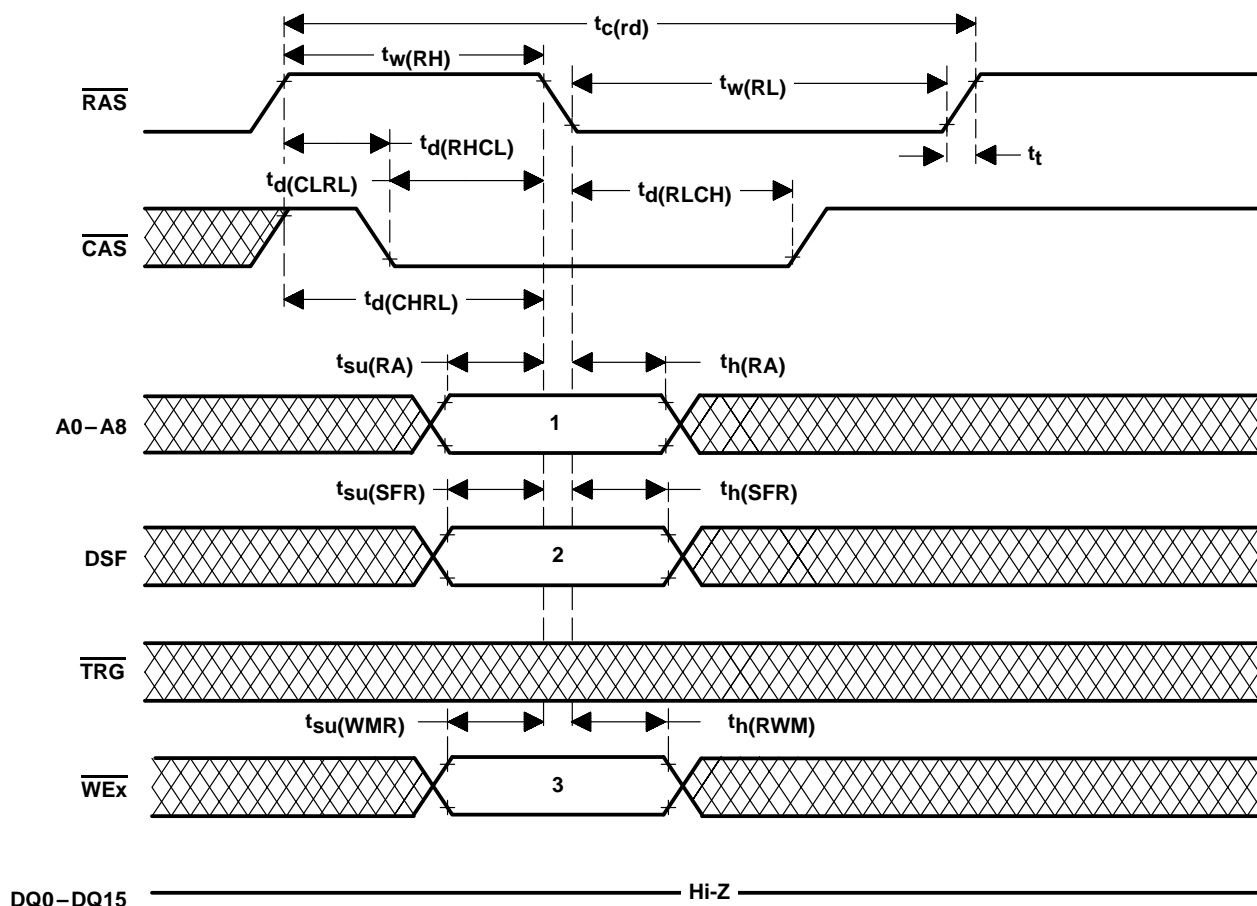 tc(rd)
tw(RH)
tw(RL)
RAS
td(RHCL)
tt
td(CLRL)
td(RLCH)
CAS
td(CHRL)
tsu(RA)
th(RA)
A0–A8
1
tsu(SFR)
th(SFR)
DSF
2
TRG
tsu(WMR)
th(RWM)
WEx
3
DQ0–DQ15
Hi-Z